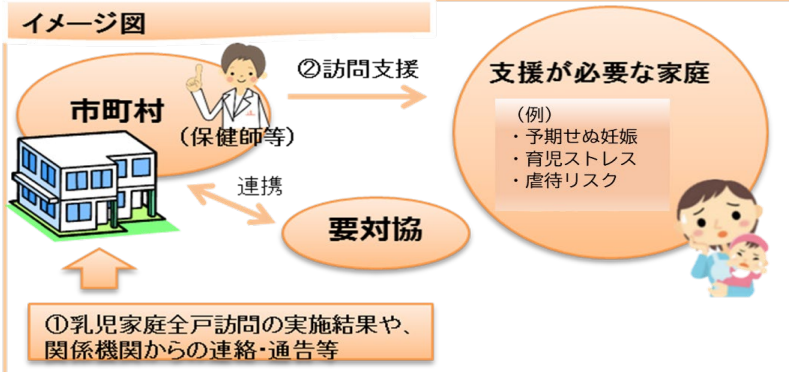 イメージ図
②訪問支援
支援が必要な家庭
（例）
・予期せぬ妊娠
・育児ストレス
・虐待リスク
市町村
（保健師等）
連携
要対協
①乳児家庭全戸訪問の実施結果や、
関係機関からの連絡・通告等